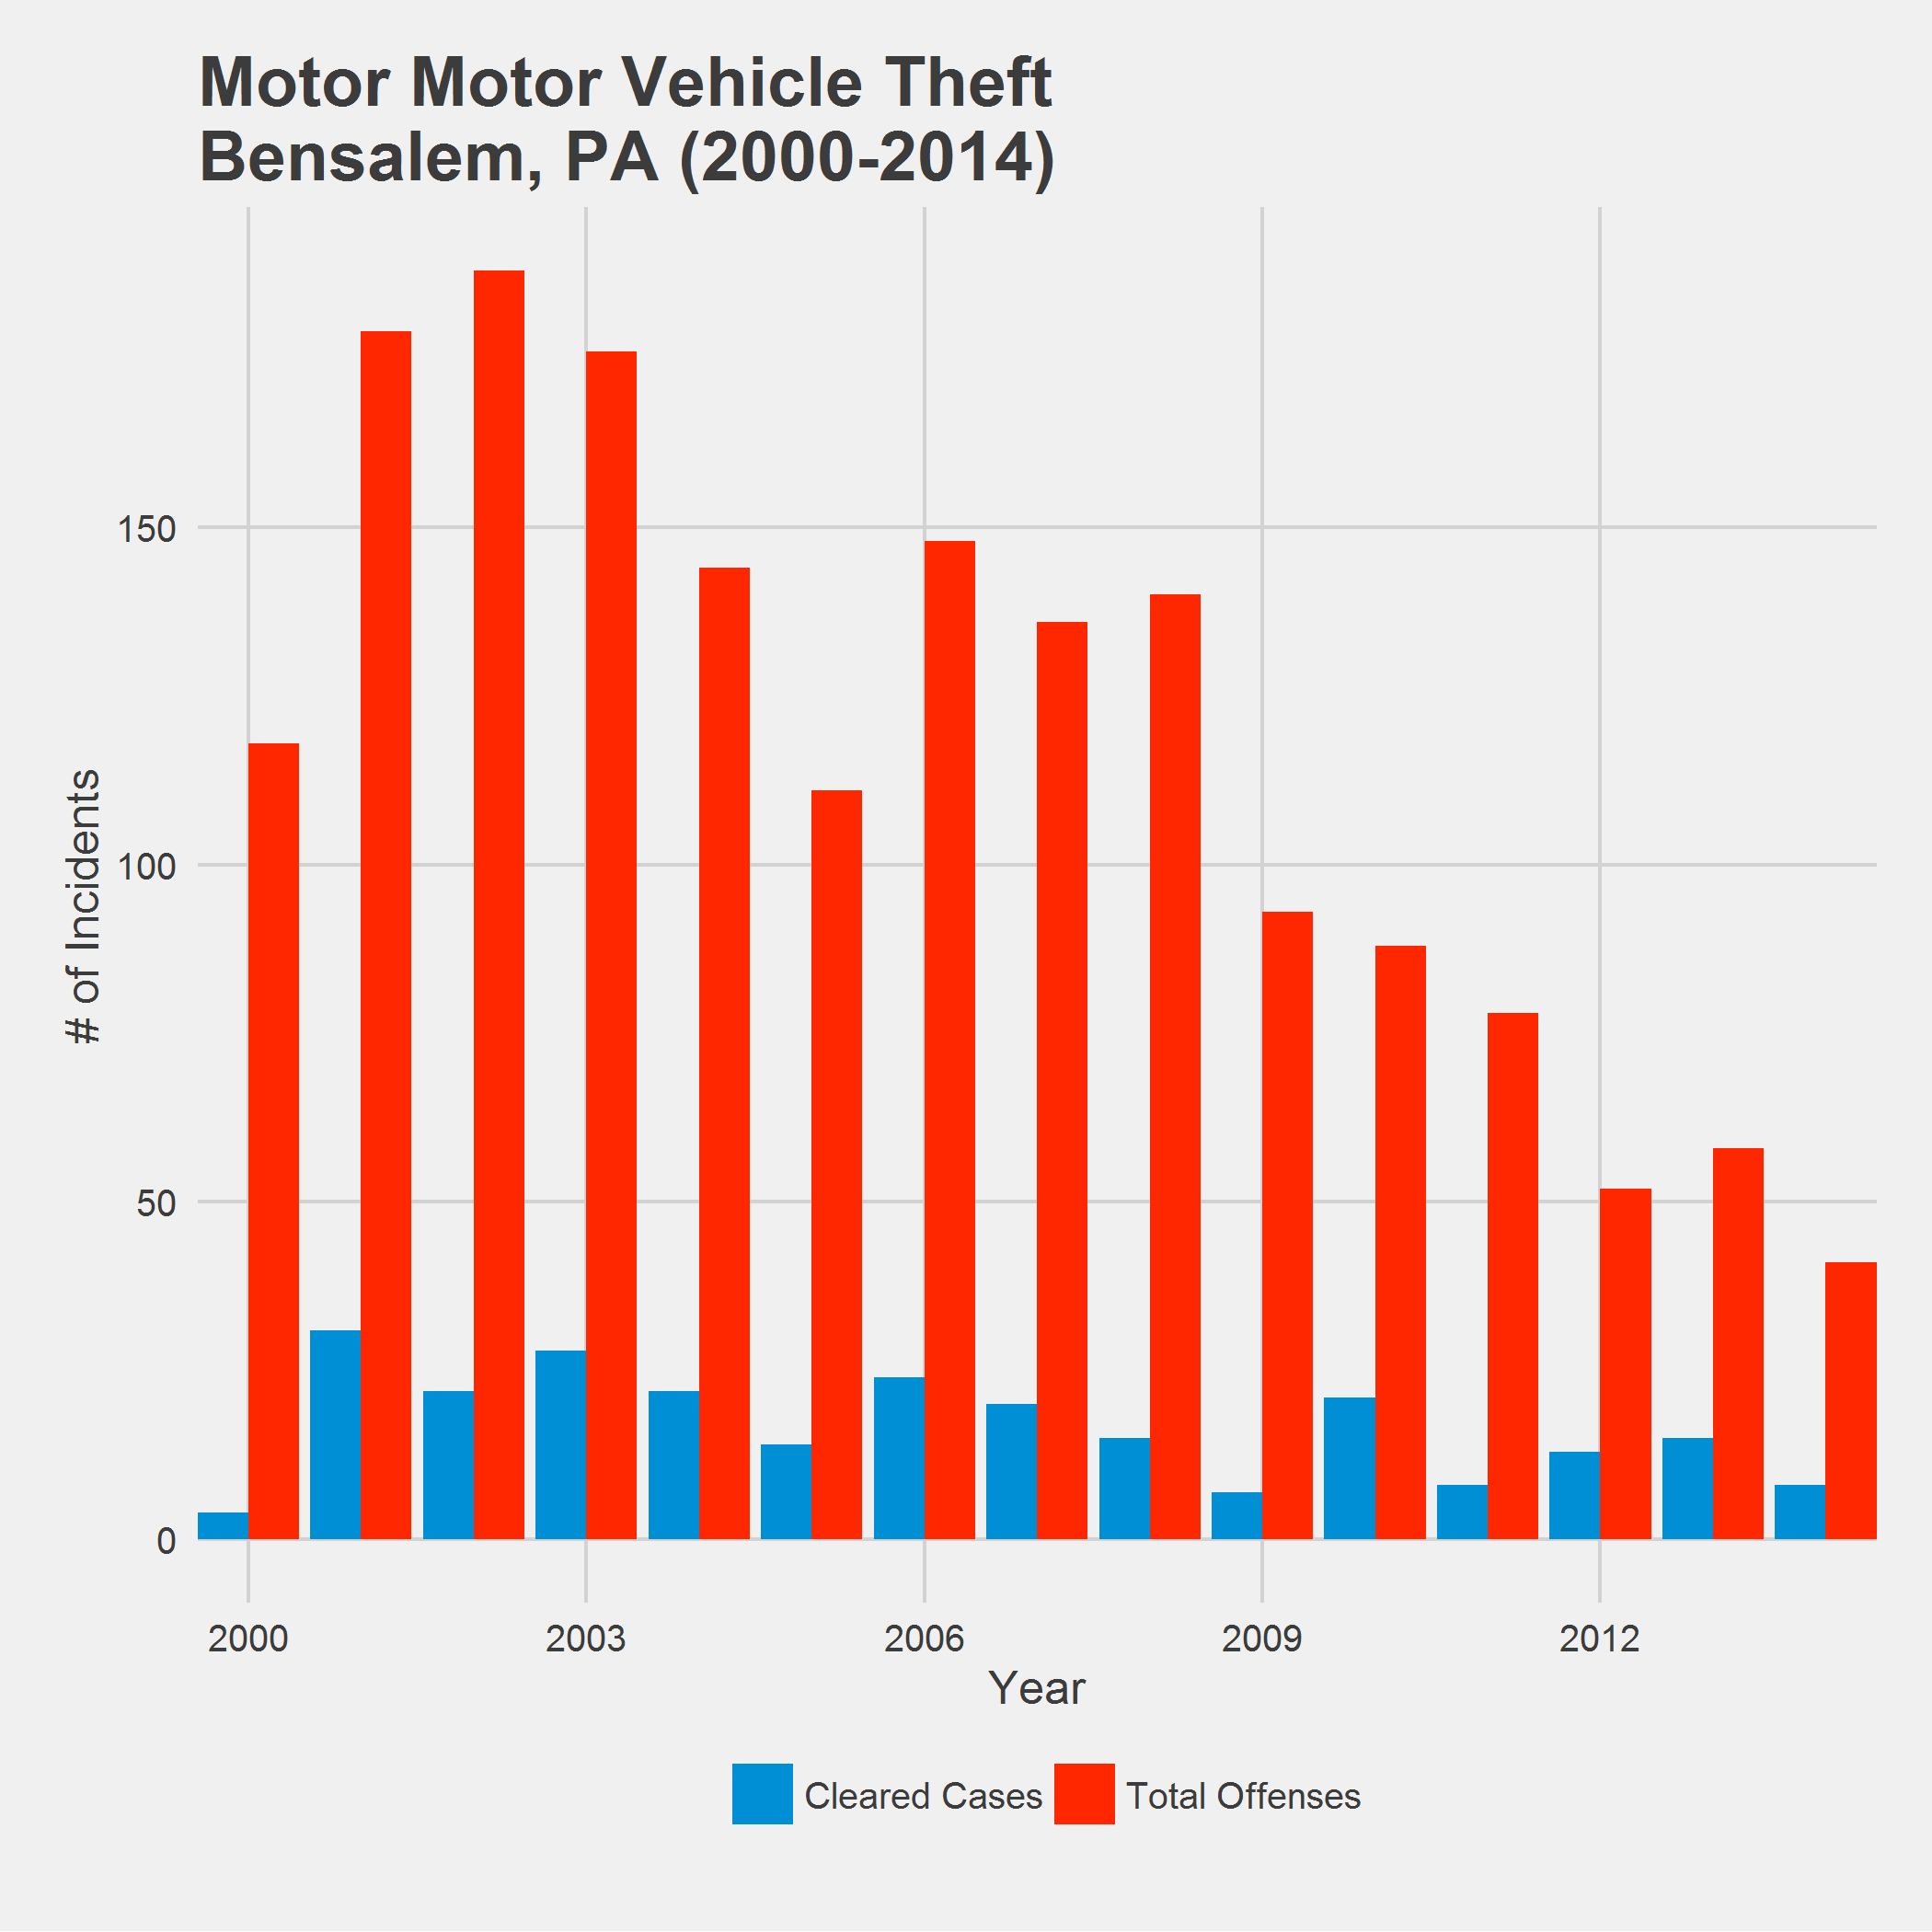 Motor Motor Vehicle Theft
Bensalem, PA (2000-2014)
# of Incidents
150
100
50
0
2000 2003 2006 2009 2012
Year
Cleared Cases Total Offenses